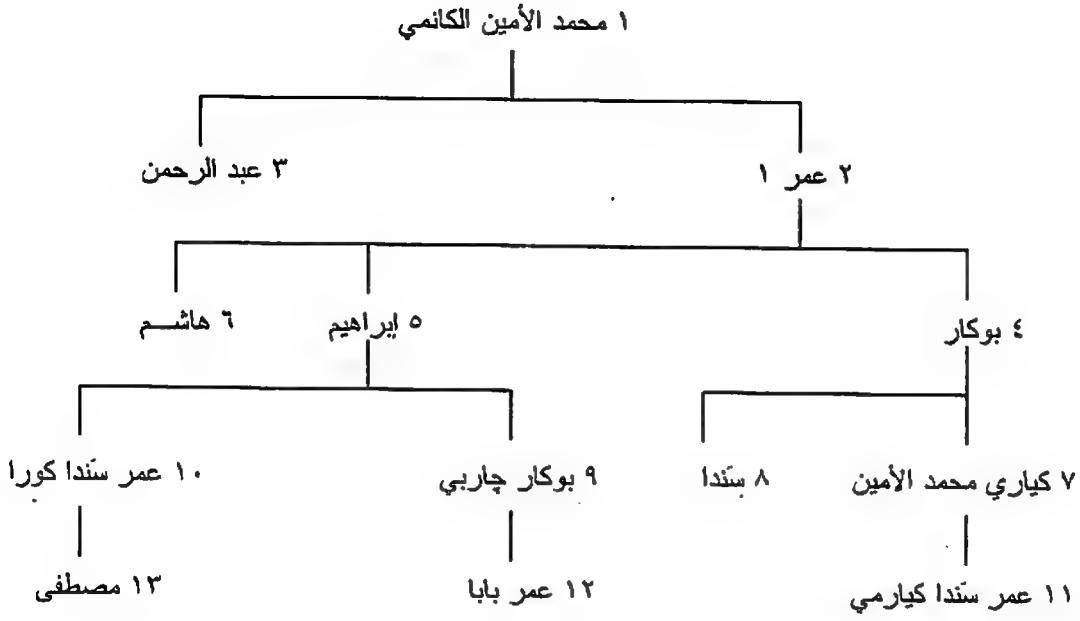 ١ محمد الأمين الكانمي
٢ عمر ١ ٣ عبد الرحمن
٤ بوكار ٥ إبراهيم ٦ هاشـــم
٧ كياري محمد الأمين ٨ سَندا ٩ بوكار چاربي ١٠ عمر سَندا كورا
١١ عمر سَندا كيارمي ١٢ عمر بابا ١٣ مصطفى